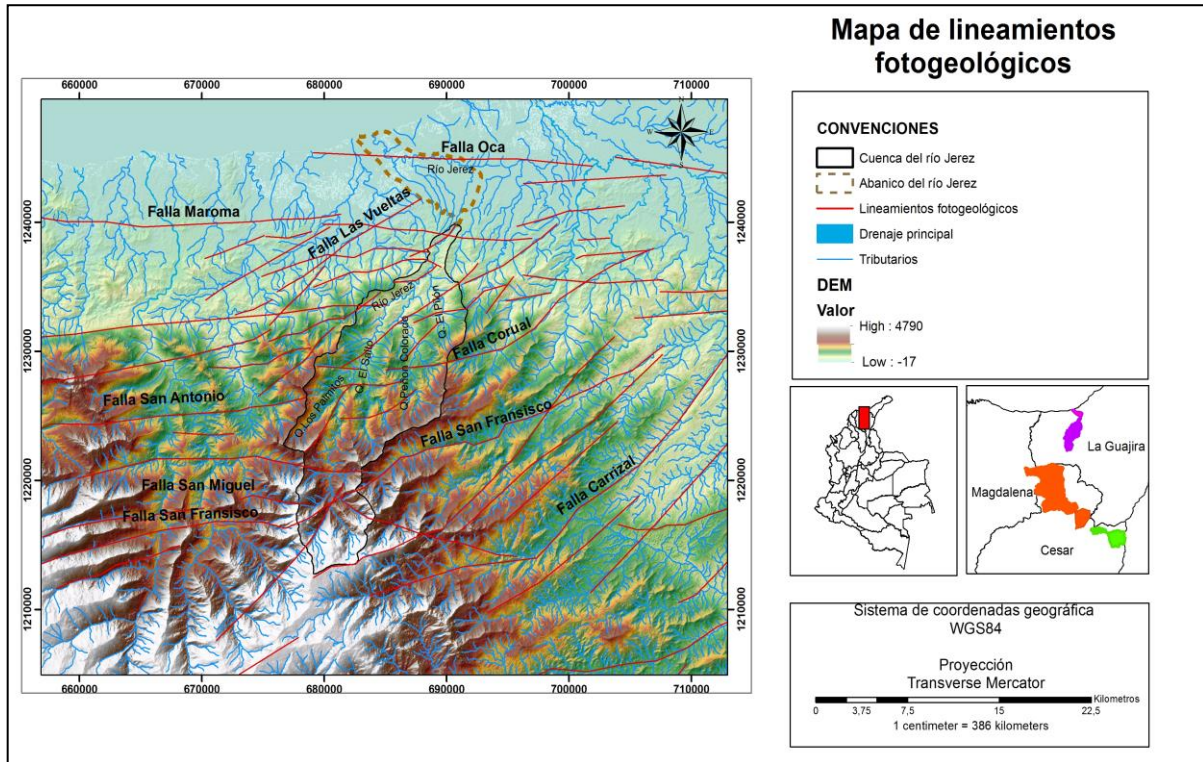 Mapa de lineamientos
fotogeológicos
660000
670000
680000
690000
700000
710000
1240000
1230000
1220000
1210000
1240000
1230000
1220000
1210000
N
W
E
S
Falla Oca
Río Jerez
Falla Maroma
Falla Las Vueltas
Río Jerez
Q. El Pión
Q. Peñón Colorada
Q. El Salto
Q Los Palmitos
Falla Corual
Falla San Antonio
Falla San Fransisco
Falla San Miguel
Falla San Fransisco
Falla Carrizal
660000
670000
680000
690000
700000
710000
CONVENCIONES
Cuenca del río Jerez
Abanico del río Jerez
Lineamientos fotogeológicos
Drenaje principal
Tributarios
DEM
Valor
High : 4790
Low : -17
La Guajira
Magdalena
Cesar
Sistema de coordenadas geográfica
WGS84
Proyección
Transverse Mercator
Kilometros
0 3,75 7,5 15 22,5
1 centimeter = 386 kilometers